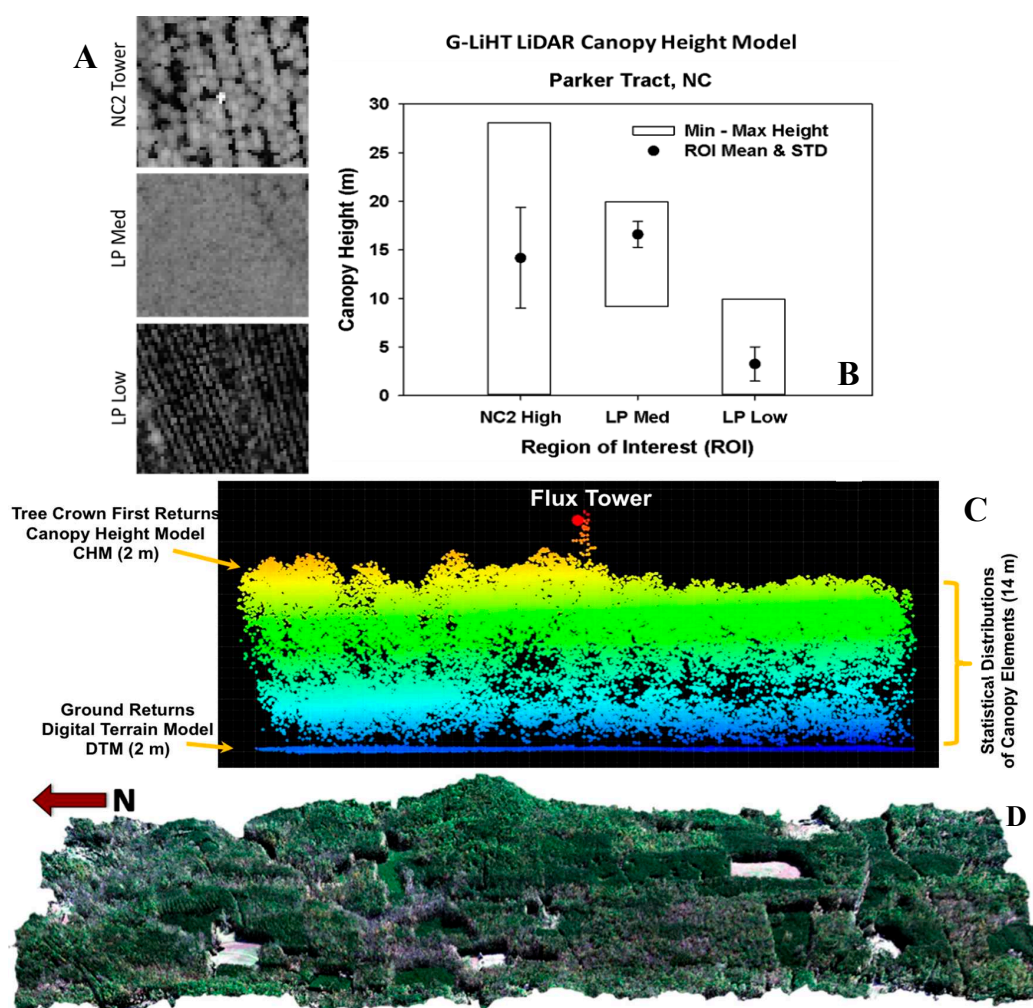 A
NC2 Tower
LP Med
LP Low
G-LiHT LiDAR Canopy Height Model
Parker Tract, NC
Min - Max Height
ROI Mean & STD
Canopy Height (m)
30
25
20
15
10
5
0
NC2 High
LP Med
LP Low
Region of Interest (ROI)
B
Flux Tower
C
Tree Crown First Returns
Canopy Height Model
CHM (2 m)
Ground Returns
Digital Terrain Model
DTM (2 m)
Statistical Distributions
of Canopy Elements (14 m)
N
D